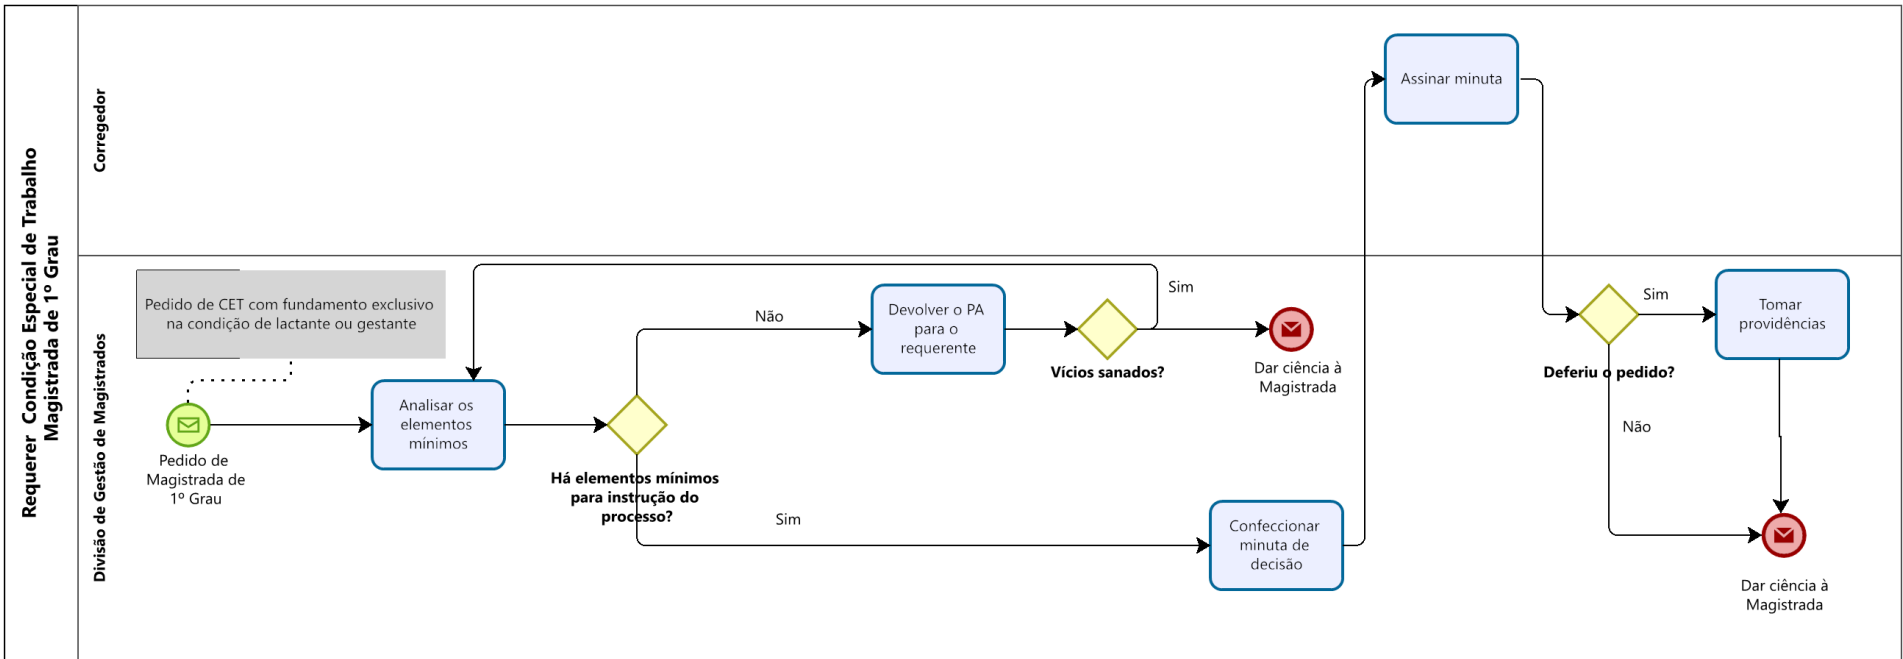 Requerer Condição Especial de Trabalho
Magistrada de 1º Grau
Corregedor
Assinar minuta
Divisão de Gestão de Magistrados
Pedido de CET com fundamento exclusivo
na condição de lactante ou gestante
Pedido de
Magistrada de
1º Grau
Analisar os
elementos
mínimos
Há elementos mínimos
para instrução do
processo?
Não
Devolver o PA
para o
requerente
Vícios sanados?
Sim
Dar ciência à
Magistrada
Sim
Confeccionar
minuta de
decisão
Deferiu o pedido?
Sim
Tomar
providências
Não
Dar ciência à
Magistrada